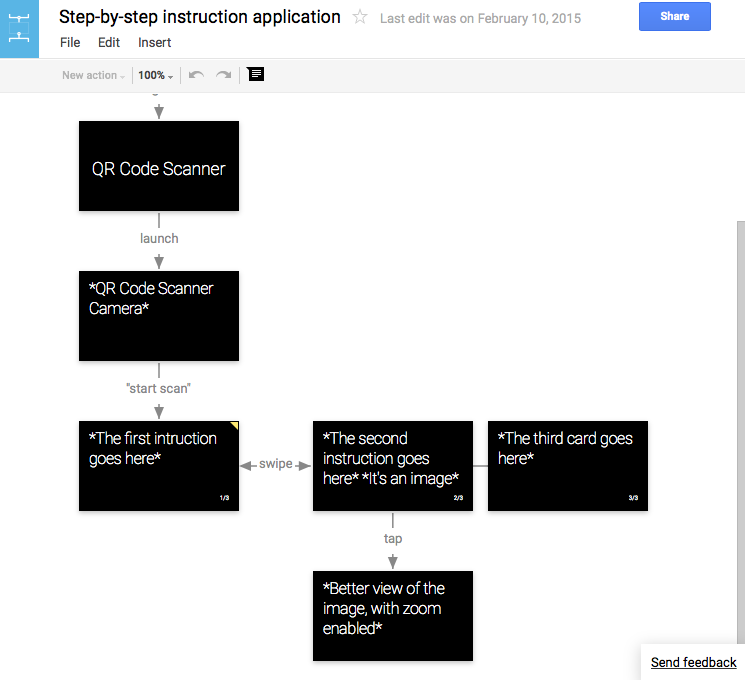 Step-by-step instruction application
Last edit was on February 10, 2015
Share
File Edit Insert
New action
100%
QR Code Scanner
launch
*QR Code Scanner
Camera*
"start scan"
*The first intruction
goes here*
1/3
swipe
*The second
instruction goes
here* *It's an image*
2/3
*The third card goes
here*
3/3
tap
*Better view of the
image, with zoom
enabled*
Send feedback